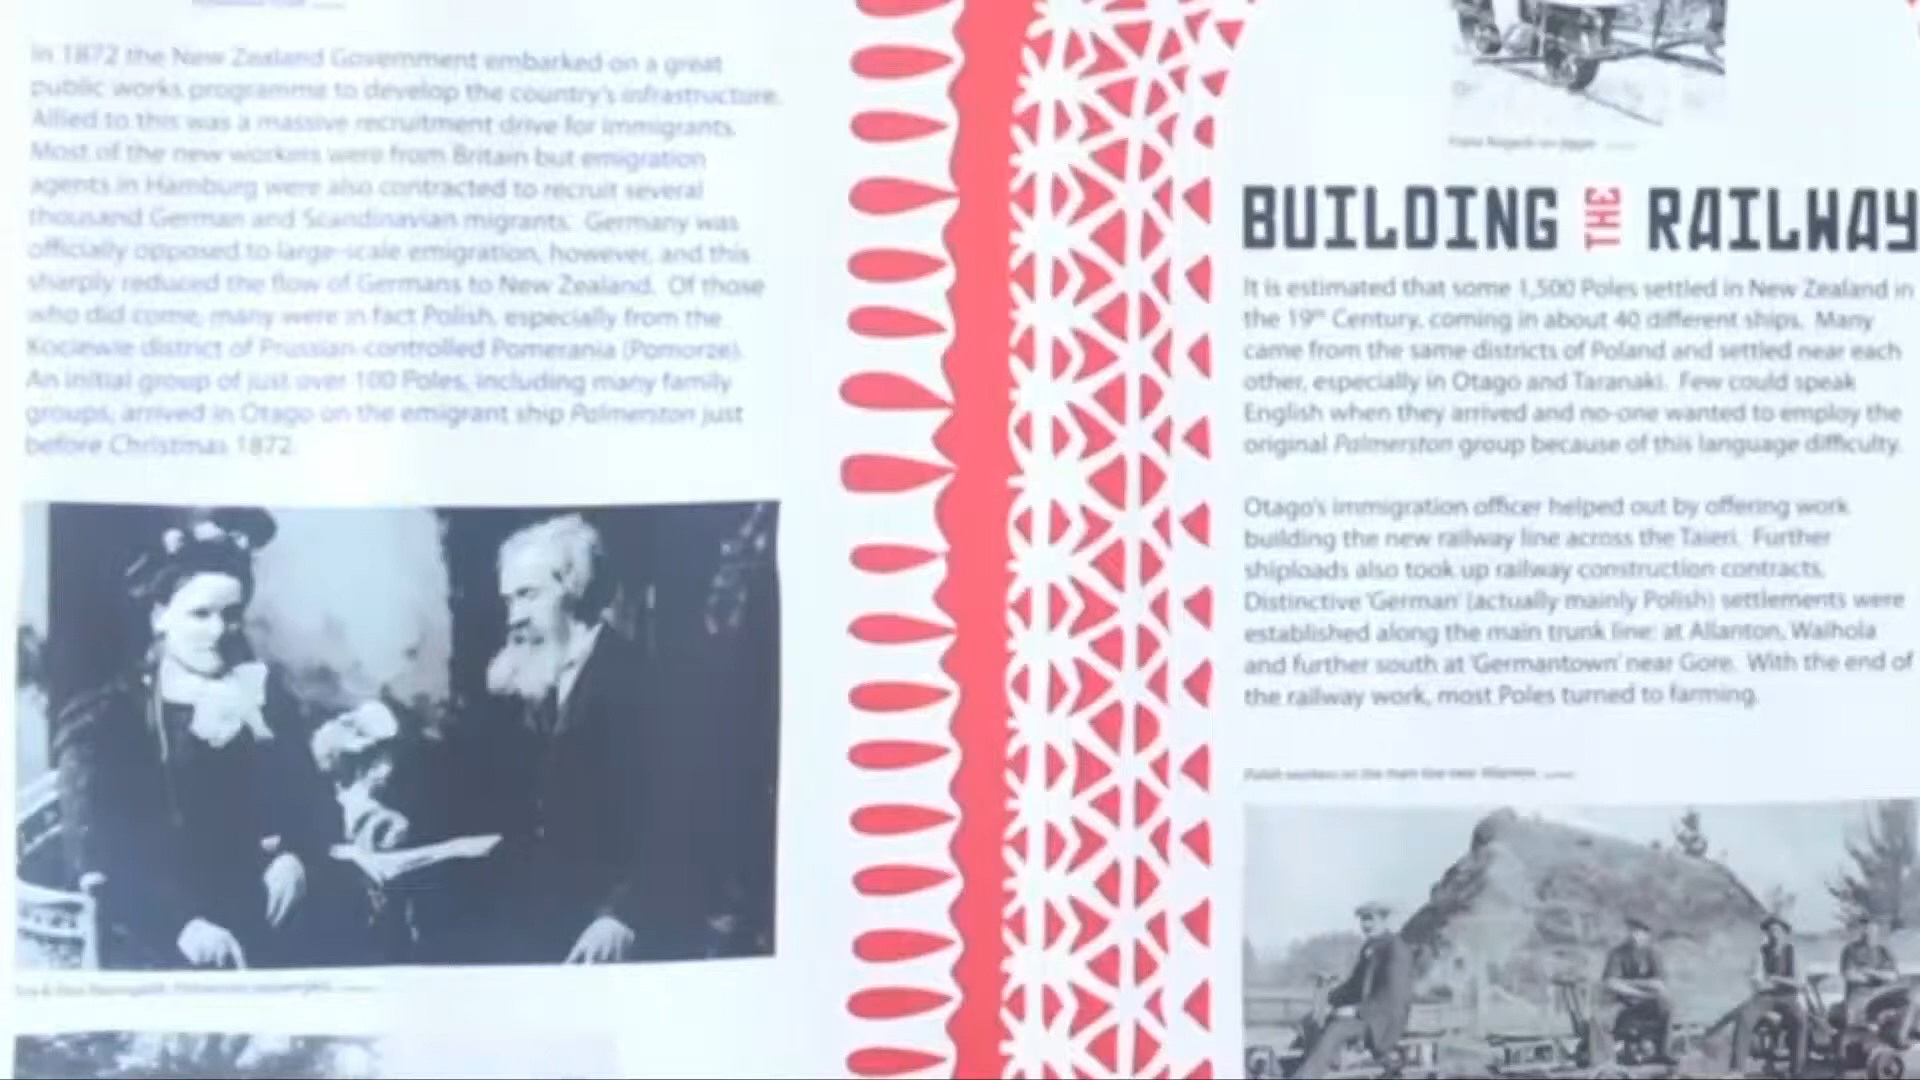 In 1872 the New Zealand Government embarked on a great
public works programme to develop the country's infrastructure.
Allied to this was a massive recruitment drive for immigrants.
Most of the new workers were from Britain but emigration
agents in Hamburg were also contracted to recruit several
thousand German and Scandinavian migrants. Germany was
officially opposed to large-scale emigration, however, and this
sharply reduced the flow of Germans to New Zealand. Of those
who did come, many were in fact Polish, especially from the
Kociewie district of Prussian-controlled Pomerania (Pomorze).
An initial group of just over 100 Poles, including many family
groups, arrived in Otago on the emigrant ship Palmerston just
before Christmas 1872.
BUILDING THE RAILWAY
It is estimated that some 1,500 Poles settled in New Zealand in
the 19th Century, coming in about 40 different ships. Many
came from the same districts of Poland and settled near each
other, especially in Otago and Taranaki. Few could speak
English when they arrived and no-one wanted to employ the
original Palmerston group because of this language difficulty.
Otago's immigration officer helped out by offering work
building the new railway line across the Taieri. Further
shiploads also took up railway construction contracts.
Distinctive 'German' (actually mainly Polish) settlements were
established along the main trunk line: at Allanton, Waihola
and further south at 'Germantown' near Gore. With the end of
the railway work, most Poles turned to farming.
Polish workers on the main line near Allanton.